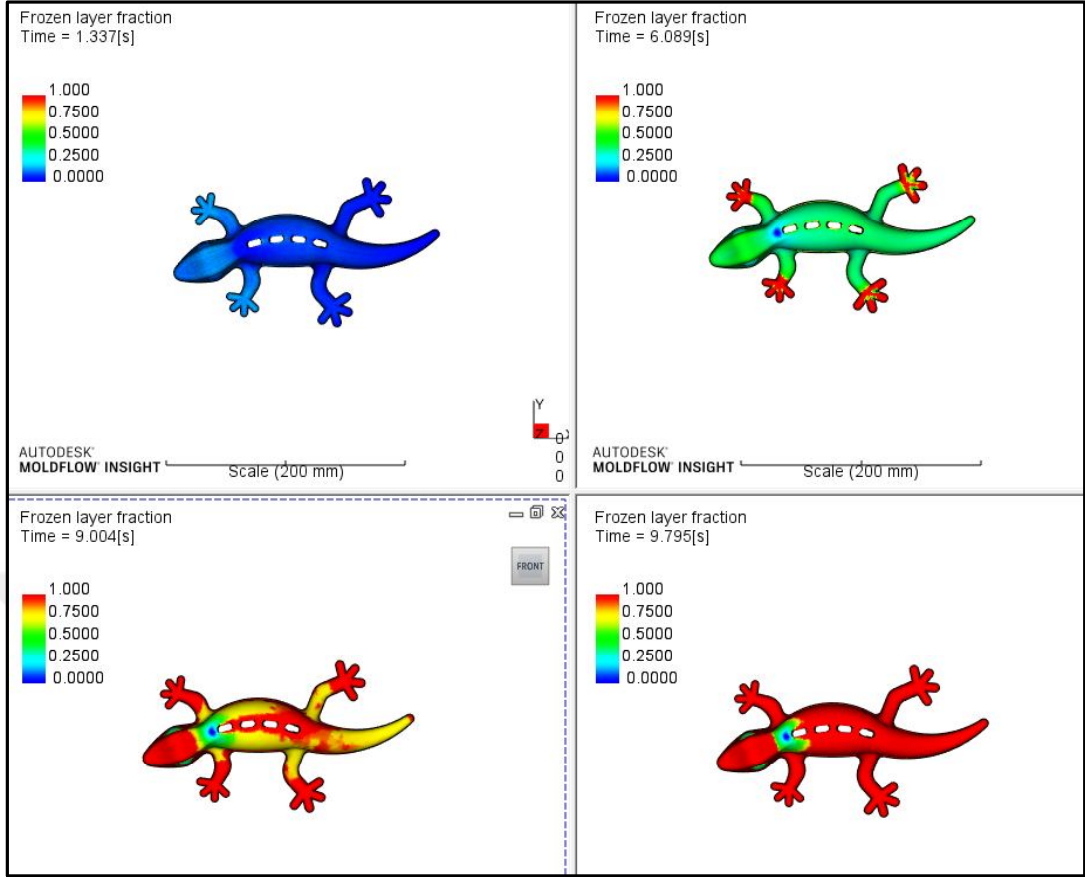 Frozen layer fraction
Time = 1.337[s]
1.000
0.7500
0.5000
0.2500
0.0000
Y
Z
0
0
0
AUTODESK®
MOLDFLOW® INSIGHT
Scale (200 mm)
Frozen layer fraction
Time = 6.089[s]
1.000
0.7500
0.5000
0.2500
0.0000
AUTODESK®
MOLDFLOW® INSIGHT
Scale (200 mm)
Frozen layer fraction
Time = 9.004[s]
FRONT
1.000
0.7500
0.5000
0.2500
0.0000
Frozen layer fraction
Time = 9.795[s]
1.000
0.7500
0.5000
0.2500
0.0000